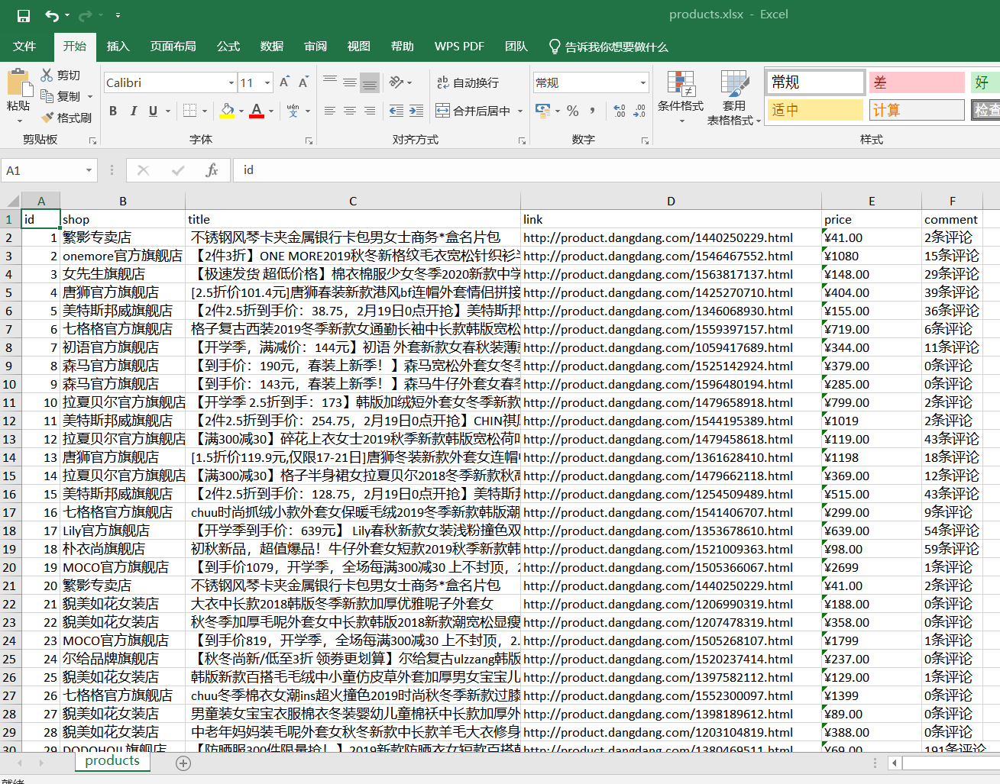 products.xlsx - Excel
文件 开始 插入 页面布局 公式 数据 审阅 视图 帮助 WPS PDF 团队 告诉我你想要做什么
剪切 Calibri 11 A A ab 自动换行 常规 常规 差 好
粘贴 复制 条件格式 套用 表格格式
格式刷 B I U A wén 文 合并后居中 % , 适中 计算 检查
剪贴板 字体 对齐方式 数字 样式
A1 fx id
A B C D E F
1 id shop title link price comment
2 1 繁影专卖店 不锈钢风琴卡夹金属银行卡包男女士商务*盒名片包 http://product.dangdang.com/1440250229.html ¥41.00 2条评论
3 2 onemore官方旗舰店 【2件3折】ONE MORE2019秋冬新格纹毛衣宽松针织衫 http://product.dangdang.com/1546467552.html ¥1080 15条评论
4 3 女先生旗舰店 【极速发货 超低价格】棉衣棉服少女冬季2020新款中学 http://product.dangdang.com/1563817137.html ¥148.00 29条评论
5 4 唐狮官方旗舰店 [2.5折价101.4元]唐狮春装新款港风bf连帽外套情侣拼接 http://product.dangdang.com/1425270710.html ¥404.00 39条评论
6 5 美特斯邦威旗舰店 【2件2.5折到手价：38.75，2月19日0点开抢】美特斯邦 http://product.dangdang.com/1346068930.html ¥155.00 36条评论
7 6 七格格官方旗舰店 格子复古西装2019冬季新款女通勤长袖中长款韩版宽松 http://product.dangdang.com/1559397157.html ¥719.00 6条评论
8 7 初语官方旗舰店 【开学季，满减价：144元】初语 外套新款女春秋装薄款 http://product.dangdang.com/1059417689.html ¥344.00 11条评论
9 8 森马官方旗舰店 【到手价：190元，春装上新季！】森马宽松外套女冬季 http://product.dangdang.com/1525142924.html ¥379.00 0条评论
10 9 森马官方旗舰店 【到手价：143元，春装上新季！】森马牛仔外套女春季 http://product.dangdang.com/1596480194.html ¥285.00 0条评论
11 10 拉夏贝尔官方旗舰店 【开学季 2.5折到手：173】韩版加绒短外套女冬季新款 http://product.dangdang.com/1479658918.html ¥799.00 2条评论
12 11 美特斯邦威旗舰店 【2件2.5折到手价：254.75，2月19日0点开抢】CHIN祺 http://product.dangdang.com/1544195389.html ¥1019 2条评论
13 12 拉夏贝尔官方旗舰店 【满300减30】碎花上衣女士2019秋季新款韩版宽松荷叶 http://product.dangdang.com/1479458618.html ¥119.00 43条评论
14 13 唐狮官方旗舰店 [1.5折价119.9元,仅限17-21日]唐狮冬装新款外套女连帽 http://product.dangdang.com/1361628410.html ¥1198 18条评论
15 14 拉夏贝尔官方旗舰店 【满300减30】格子半身裙女拉夏贝尔2018冬季新款秋高 http://product.dangdang.com/1479662118.html ¥369.00 12条评论
16 15 美特斯邦威旗舰店 【2件2.5折到手价：128.75，2月19日0点开抢】美特斯邦 http://product.dangdang.com/1254509489.html ¥515.00 43条评论
17 16 七格格官方旗舰店 chuu时尚抓绒小款外套女保暖毛绒2019冬季新款韩版潮 http://product.dangdang.com/1541406707.html ¥299.00 9条评论
18 17 Lily官方旗舰店 【开学季到手价：639元】 Lily春秋新款女装浅粉撞色双 http://product.dangdang.com/1353678610.html ¥639.00 54条评论
19 18 朴衣尚旗舰店 初秋新品，超值爆品！牛仔外套女短款2019秋季新款韩 http://product.dangdang.com/1521009363.html ¥98.00 59条评论
20 19 MOCO官方旗舰店 【到手价1079，开学季，全场每满300减30 上不封顶，2 http://product.dangdang.com/1505366067.html ¥2699 1条评论
21 20 繁影专卖店 不锈钢风琴卡夹金属银行卡包男女士商务*盒名片包 http://product.dangdang.com/1440250229.html ¥41.00 2条评论
22 21 貌美如花女装店 大衣中长款2018韩版冬季新款加厚优雅呢子外套女 http://product.dangdang.com/1206990319.html ¥188.00 0条评论
23 22 貌美如花女装店 秋冬季加厚毛呢外套女中长款韩版2018新款潮宽松显瘦 http://product.dangdang.com/1207478319.html ¥358.00 0条评论
24 23 MOCO官方旗舰店 【到手价819，开学季，全场每满300减30 上不封顶，2. http://product.dangdang.com/1505268107.html ¥1799 1条评论
25 24 尔给品牌旗舰店 【秋冬尚新/低至3折 领劵更划算】尔给复古ulzzang韩版 http://product.dangdang.com/1520237414.html ¥237.00 0条评论
26 25 貌美如花女装店 韩版新款百搭毛毛绒中小童仿皮草外套加厚男女宝宝儿 http://product.dangdang.com/1397582112.html ¥129.00 1条评论
27 26 七格格官方旗舰店 chuu冬季棉衣女潮ins超火撞色2019时尚秋冬季新款过膝 http://product.dangdang.com/1552300097.html ¥1399 0条评论
28 27 貌美如花女装店 男童装女宝宝衣服棉衣冬装婴幼儿童棉袄中长款加厚外 http://product.dangdang.com/1398189612.html ¥89.00 0条评论
29 28 貌美如花女装店 中老年妈妈装毛呢外套女秋冬新款中长款羊毛大衣修身 http://product.dangdang.com/1203104819.html ¥388.00 0条评论
30 29 旗舰店 【防晒服300件限量抢！】2019新款防晒衣女短款百搭 http://product.dangdang.com/1380469511.html ¥69.00 191条评论
products
就绪